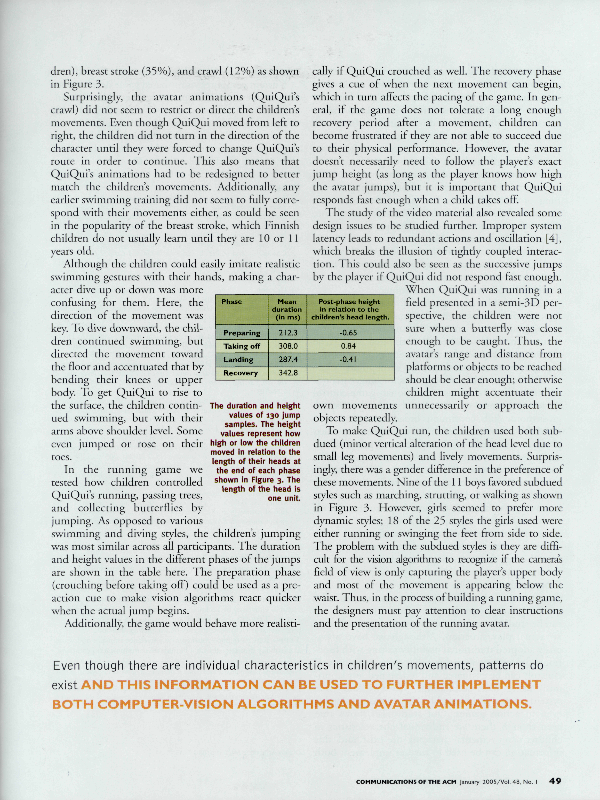 dren), breast stroke (35%), and crawl (12%) as shown
in Figure 3.
Surprisingly, the avatar animations (QuiQui's
crawl) did not seem to restrict or direct the children's
movements. Even though QuiQui moved from left to
right, the children did not turn in the direction of the
character until they were forced to change QuiQui's
route in order to continue. This also means that
QuiQui's animations had to be redesigned to better
match the children's movements. Additionally, any
earlier swimming training did not seem to fully corre-
spond with their movements either, as could be seen
in the popularity of the breast stroke, which Finnish
children do not usually learn until they are 10 or 11
years old.
Although the children could easily imitate realistic
swimming gestures with their hands, making a char-
acter dive up or down was more
confusing for them. Here, the
direction of the movement was
key. To dive downward, the chil-
dren continued swimming, but
directed the movement toward
the floor and accentuated that by
bending their knees or upper
body. To get QuiQui to rise to
the surface, the children contin-
ued swimming, but with their
arms above shoulder level. Some
even jumped or rose on their
toes.
In the running game we
tested how children controlled
QuiQui's running, passing trees,
and collecting butterflies by
jumping. As opposed to various
swimming and diving styles, the children's jumping
was most similar across all participants. The duration
and height values in the different phases of the jumps
are shown in the table here. The preparation phase
(crouching before taking off) could be used as a pre-
action cue to make vision algorithms react quicker
when the actual jump begins.
Additionally, the game would behave more realisti-
Phase Mean duration (in ms) Post-phase height in relation to the children's head length.
Preparing 212.3 -0.65
Taking off 308.0 0.84
Landing 287.4 -0.41
Recovery 342.8
The duration and height
values of 130 jump
samples. The height
values represent how
high or low the children
moved in relation to the
length of their heads at
the end of each phase
shown in Figure 3. The
length of the head is
one unit.
cally if QuiQui crouched as well. The recovery phase
gives a cue of when the next movement can begin,
which in turn affects the pacing of the game. In gen-
eral, if the game does not tolerate a long enough
recovery period after a movement, children can
become frustrated if they are not able to succeed due
to their physical performance. However, the avatar
doesn't necessarily need to follow the player's exact
jump height (as long as the player knows how high
the avatar jumps), but it is important that QuiQui
responds fast enough when a child takes off.
The study of the video material also revealed some
design issues to be studied further. Improper system
latency leads to redundant actions and oscillation [4],
which breaks the illusion of tightly coupled interac-
tion. This could also be seen as the successive jumps
by the player if QuiQui did not respond fast enough.
When QuiQui was running in a
field presented in a semi-3D per-
spective, the children were not
sure when a butterfly was close
enough to be caught. Thus, the
avatar's range and distance from
platforms or objects to be reached
should be clear enough; otherwise
children might accentuate their
own movements unnecessarily or approach the
objects repeatedly.
To make QuiQui run, the children used both sub-
dued (minor vertical alteration of the head level due to
small leg movements) and lively movements. Surpris-
ingly, there was a gender difference in the preference of
these movements. Nine of the 11 boys favored subdued
styles such as marching, strutting, or walking as shown
in Figure 3. However, girls seemed to prefer more
dynamic styles; 18 of the 25 styles the girls used were
either running or swinging the feet from side to side.
The problem with the subdued styles is they are diffi-
cult for the vision algorithms to recognize if the camera's
field of view is only capturing the player's upper body
and most of the movement is appearing below the
waist. Thus, in the process of building a running game,
the designers must pay attention to clear instructions
and the presentation of the running avatar.
Even though there are individual characteristics in children's movements, patterns do
exist AND THIS INFORMATION CAN BE USED TO FURTHER IMPLEMENT
BOTH COMPUTER-VISION ALGORITHMS AND AVATAR ANIMATIONS.
COMMUNICATIONS OF THE ACM January 2005/Vol. 48, No. 1 49